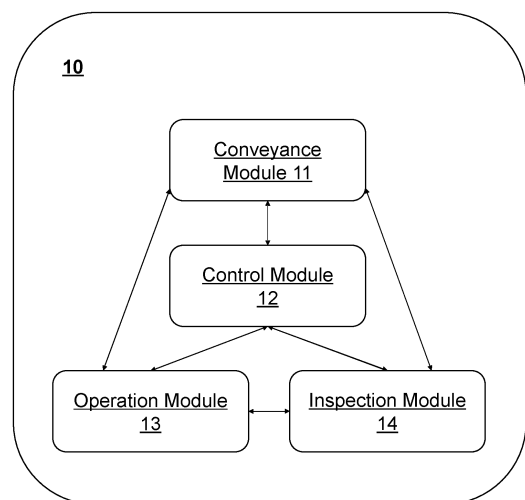 10
Conveyance
Module 11
Control Module
12
Operation Module
13
Inspection Module
14